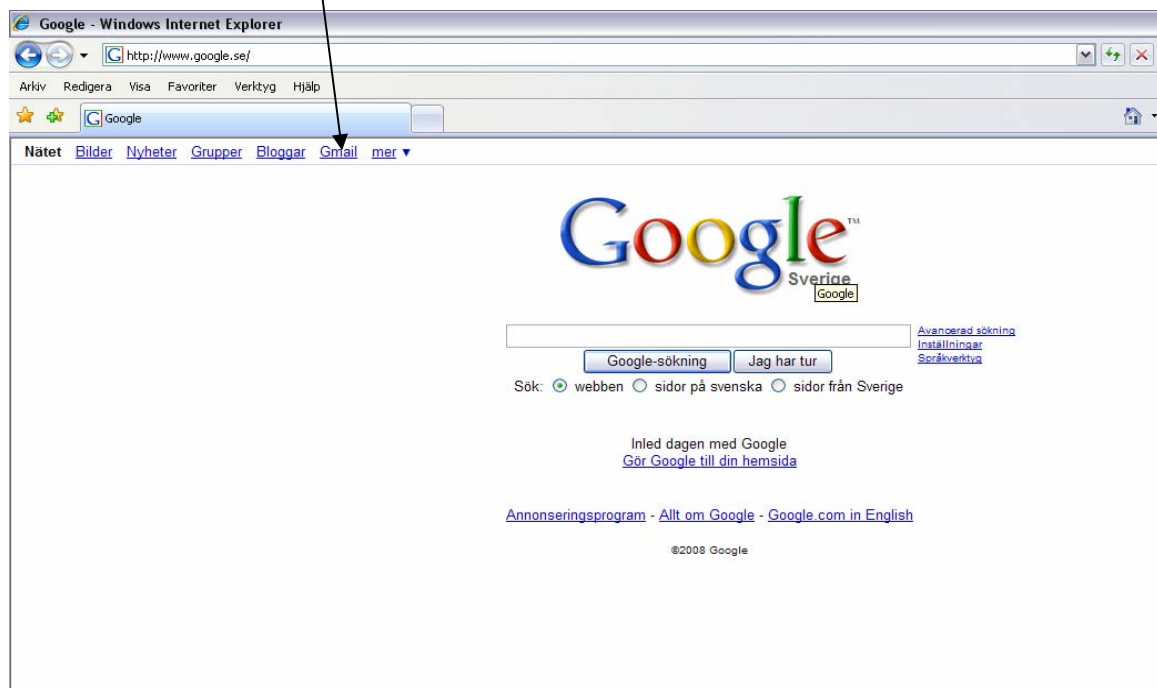 Google - Windows Internet Explorer
http://www.google.se/
Arkiv Redigera Visa Favoriter Verktyg Hjälp
Google
Nätet Bilder Nyheter Grupper Bloggar Gmail mer ▼
Google™
Sverige
Google
Avancerad sökning
Inställningar
Språkverktyg
Google-sökning Jag har tur
Sök: webben sidor på svenska sidor från Sverige
Inled dagen med Google
Gör Google till din hemsida
Annonseringsprogram - Allt om Google - Google.com in English
©2008 Google